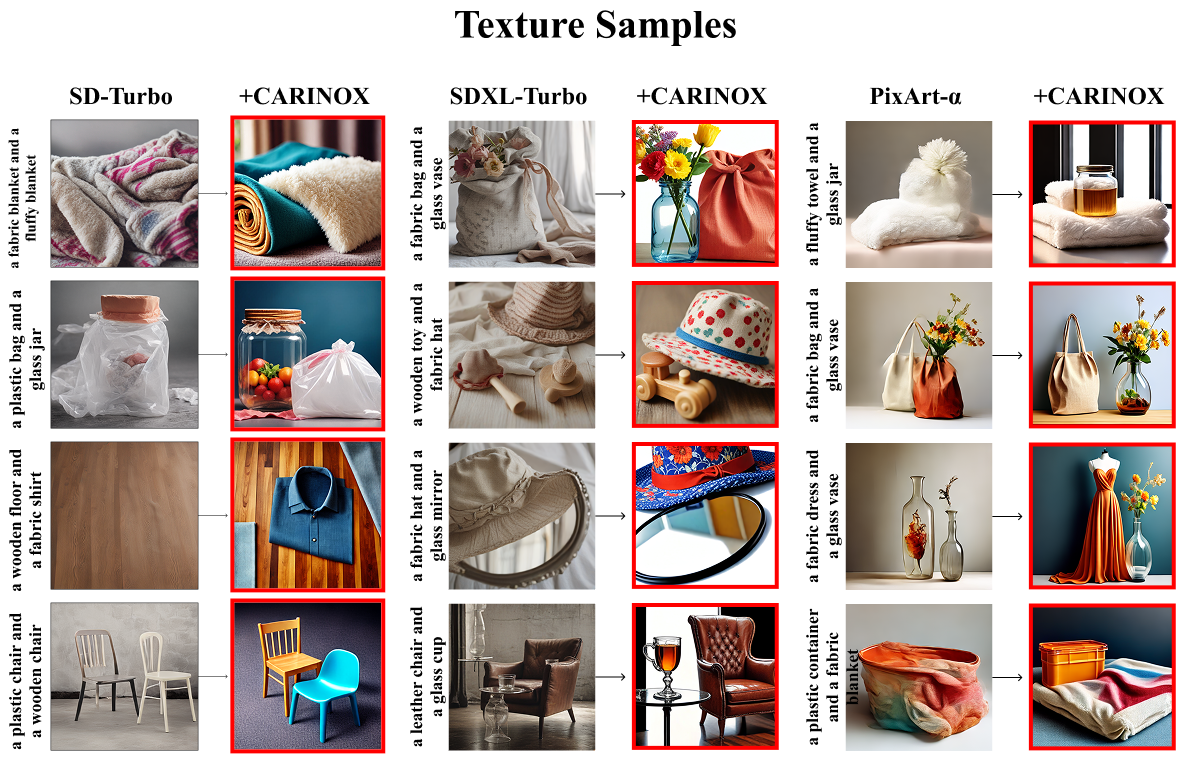 Texture Samples
SD-Turbo
+CARINOX
SDXL-Turbo
+CARINOX
PixArt-α
+CARINOX
a fabric blanket and a
fluffy blanket
a fabric bag and a
glass vase
a fluffy towel and a
glass jar
a plastic bag and a
glass jar
a wooden toy and a
fabric hat
a fabric bag and a
glass vase
a wooden floor and
a fabric shirt
a fabric hat and a
glass mirror
a fabric dress and
a glass vase
a plastic chair and
a wooden chair
a leather chair and
a glass cup
a plastic container
and a fabric
blanket